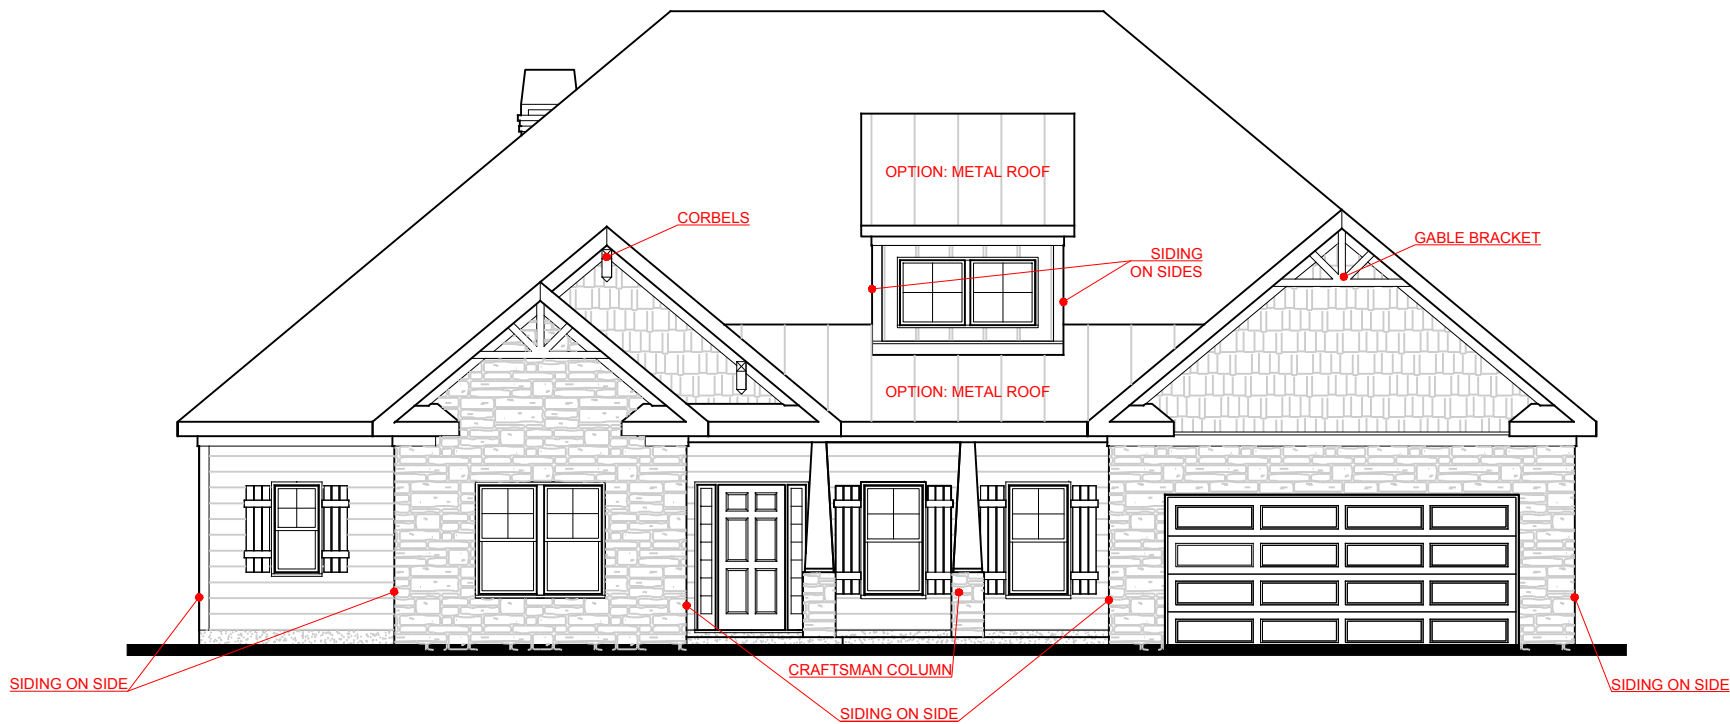 OPTION: METAL ROOF
CORBELS
GABLE BRACKET
SIDING
ON SIDES
OPTION: METAL ROOF
CRAFTSMAN COLUMN
SIDING ON SIDE
SIDING ON SIDE
SIDING ON SIDE